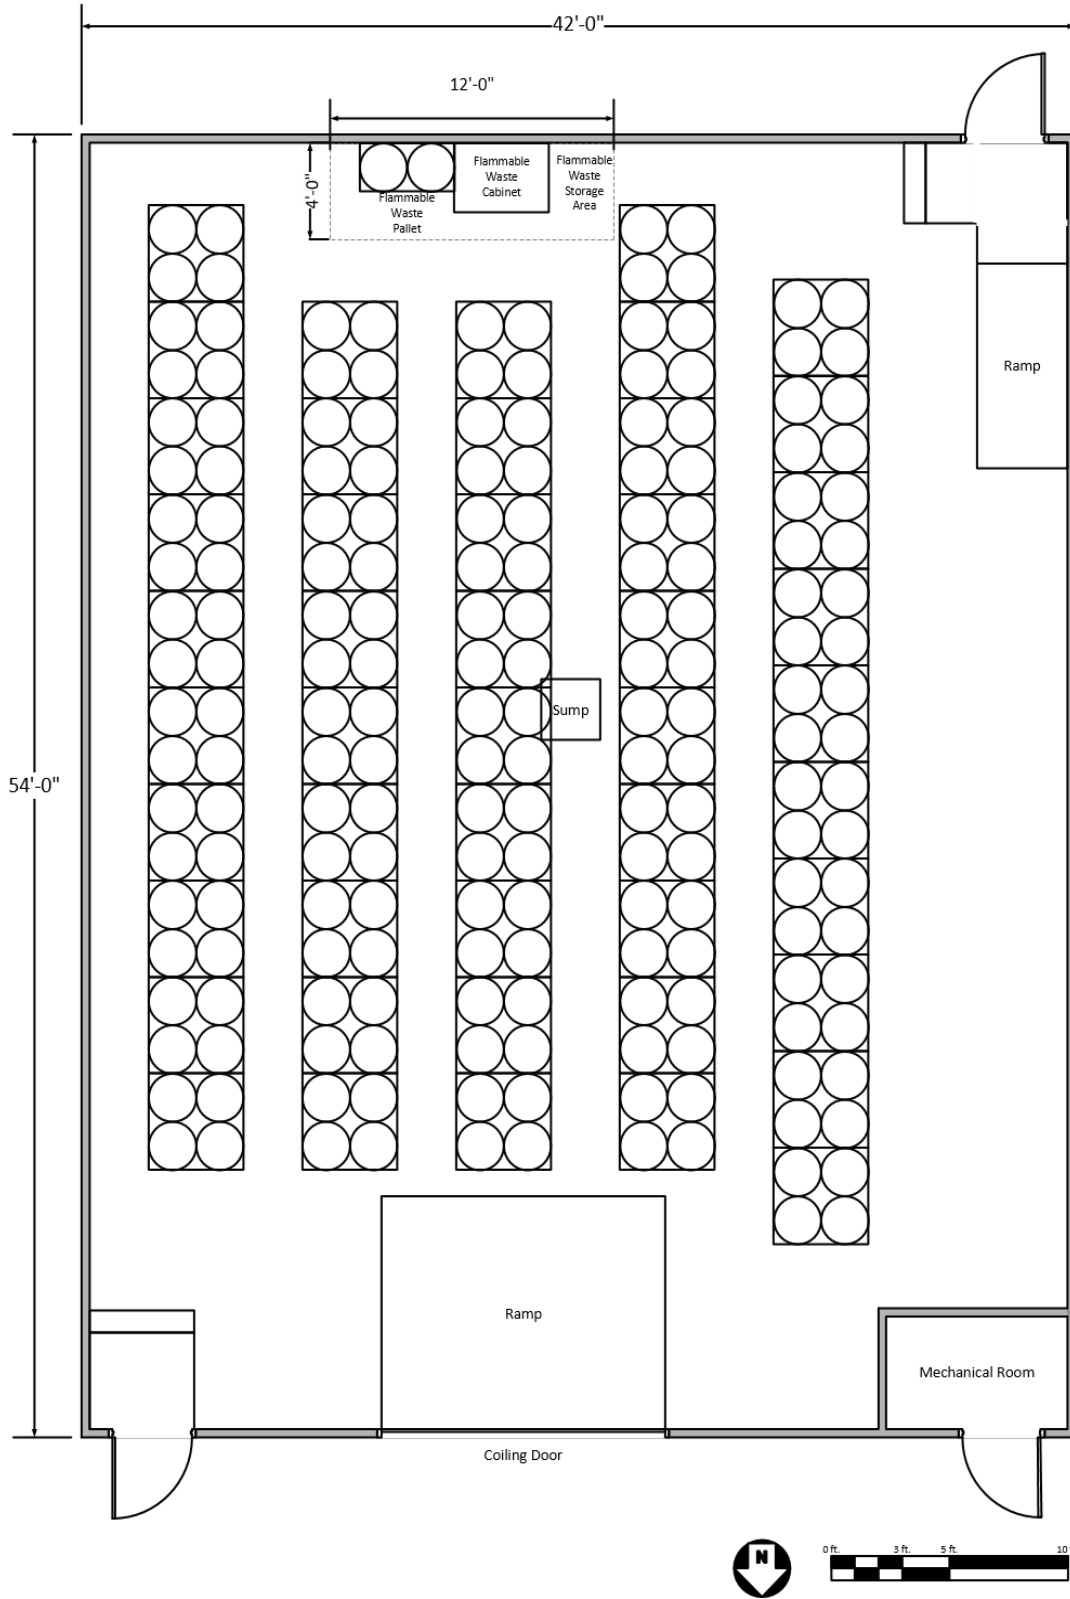 42'-0"
12'-0"
4'-0"
Flammable
Waste
Cabinet
Flammable
Waste
Storage
Area
Flammable
Waste
Pallet
Ramp
Sump
54'-0"
Ramp
Mechanical Room
Coiling Door
N
0 ft.
3 ft.
5 ft.
10